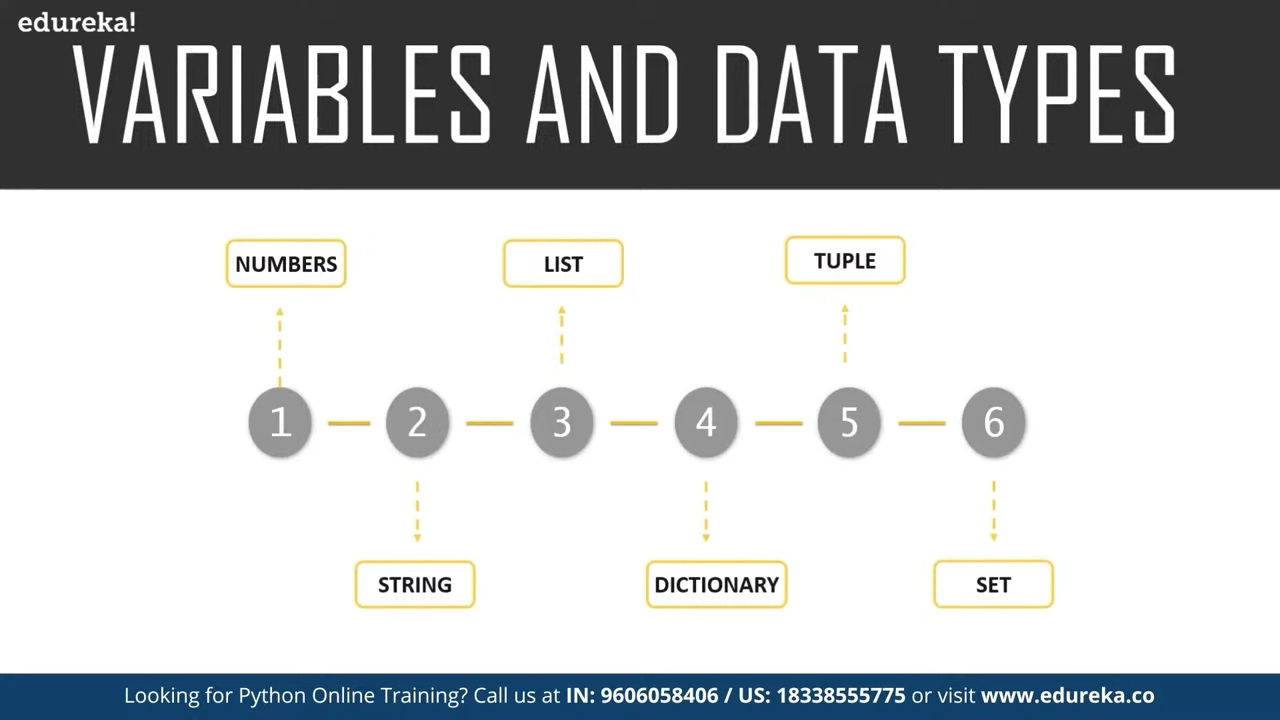 edureka!
VARIABLES AND DATA TYPES
NUMBERS
LIST
TUPLE
1
2
3
4
5
6
STRING
DICTIONARY
SET
Looking for Python Online Training? Call us at IN: 9606058406 / US: 18338555775 or visit www.edureka.co